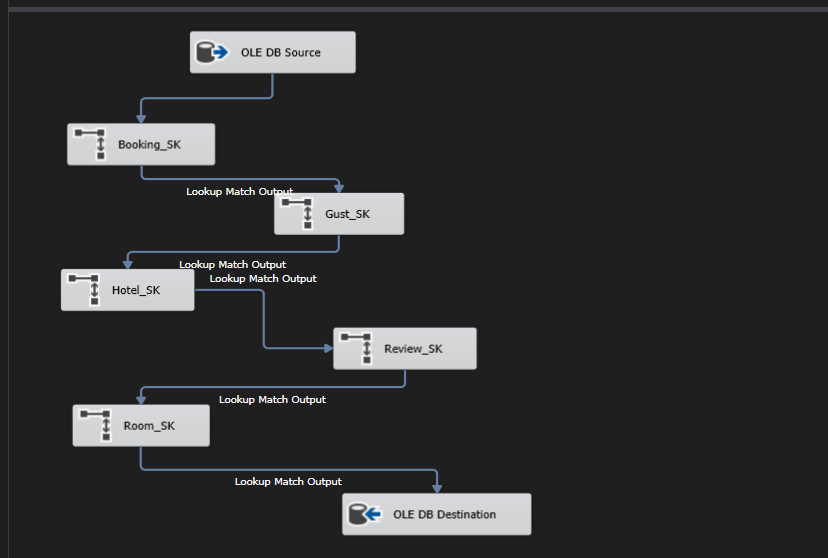 OLE DB Source
Booking_SK
Lookup Match Output
Gust_SK
Lookup Match Output
Lookup Match Output
Hotel_SK
Review_SK
Lookup Match Output
Room_SK
Lookup Match Output
OLE DB Destination